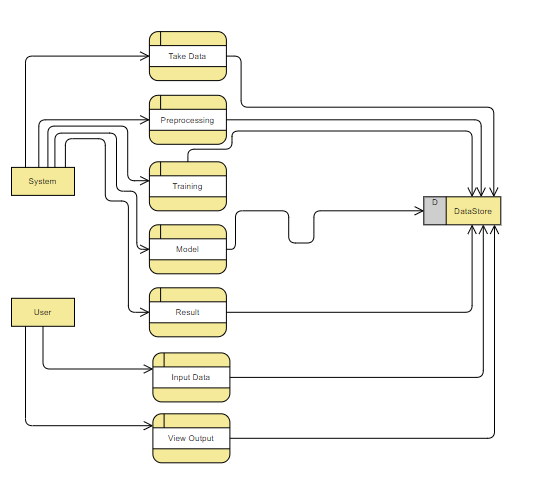 Take Data
Preprocessing
System
Training
D
DataStore
Model
User
Result
Input Data
View Output